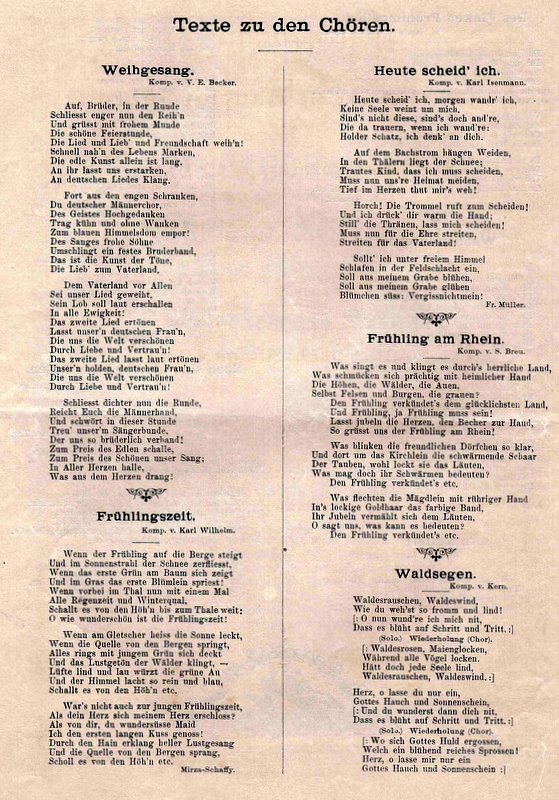 Texte zu den Chören.
Weihgesang.
Komp. v. V. E. Becker.
Auf, Brüder, in der Runde
Schliesst enger nun den Reih'n
Und grüsst mit frohem Munde
Die schöne Feierstunde,
Die Lied und Lieb' und Freundschaft weih'n!
Schnell nah'n des Lebens Marken,
Die edle Kunst allein ist lang,
An ihr lasst uns erstarken,
An deutschen Liedes Klang.
Fort aus den engen Schranken,
Du deutscher Männerchor,
Des Geistes Hochgedanken
Trag kühn und ohne Wanken
Zum blauen Himmelsdom empor!
Des Sanges frohe Söhne
Umschlingt ein festes Bruderband,
Das ist die Kunst der Töne,
Die Lieb' zum Vaterland.
Dem Vaterland vor Allen
Sei unser Lied geweiht,
Sein Lob soll laut erschallen
In alle Ewigkeit!
Das zweite Lied ertönen
Lasst unser'n deutschen Frau'n,
Die uns die Welt verschönen
Durch Liebe und Vertrau'n!
Das zweite Lied lasst laut ertönen
Unser'n holden, deutschen Frau'n,
Die uns die Welt verschönen
Durch Liebe und Vertrau'n!
Schliesst dichter nun die Runde,
Reicht Euch die Männerhand,
Und schwört in dieser Stunde
Treu' unser'm Sängerbunde,
Der uns so brüderlich verband!
Zum Preis des Edlen schalle,
Zum Preis des Schönen unser Sang;
In Aller Herzen halle,
Was aus dem Herzen drang!
Frühlingszeit.
Komp. v. Karl Wilhelm.
Wenn der Frühling auf die Berge steigt
Und im Sonnenstrahl der Schnee zerfliesst,
Wenn das erste Grün am Baum sich zeigt
Und im Gras das erste Blümlein spriest!
Wenn vorbei im Thal nun mit einem Mal
Alle Regenzeit und Winterqual,
Schallt es von den Höh'n bis zum Thale weit:
O wie wunderschön ist die Frühlingszeit!
Wenn am Gletscher heiss die Sonne leckt,
Wenn die Quelle von den Bergen springt,
Alles rings mit jungem Grün sich deckt
Und das Lustgetön der Wälder klingt, —
Lüfte lind und lau würzt die grüne Au
Und der Himmel lacht so rein und blau,
Schallt es von den Höh'n etc.
War's nicht auch zur jungen Frühlingszeit,
Als dein Herz sich meinem Herz erschloss?
Als von dir, du wundersüsse Maid
Ich den ersten langen Kuss genoss!
Durch den Hain erklang heller Lustgesang
Und die Quelle von den Bergen sprang,
Scholl es von den Höh'n etc.
Mirza-Schaffy.
Heute scheid' ich.
Komp. v. Karl Isenmann.
Heute scheid' ich, morgen wandr' ich,
Keine Seele weint um mich,
Sind's nicht diese, sind's doch and're,
Die da trauern, wenn ich wand're:
Holder Schatz, ich denk' an dich.
Auf dem Bachstrom hängen Weiden,
In den Thälern liegt der Schnee;
Trautes Kind, dass ich muss scheiden,
Muss nun uns're Heimat meiden,
Tief im Herzen thut mir's weh!
Horch! Die Trommel ruft zum Scheiden!
Und ich drück' dir warm die Hand;
Still' die Thränen, lass mich scheiden!
Muss nun für die Ehre streiten,
Streiten für das Vaterland!
Sollt' ich unter freiem Himmel
Schlafen in der Feldschlacht ein,
Soll aus meinem Grabe blühen,
Soll aus meinem Grabe glühen
Blümchen süss: Vergissnichtmein!
Fr. Müller.
Frühling am Rhein.
Komp. v. S. Breu.
Was singt es und klingt es durch's herrliche Land,
Was schmücken sich prächtig mit heimlicher Hand
Die Höhen, die Wälder, die Auen,
Selbst Felsen und Burgen, die grauen?
Den Frühling verkündet's dem glücklichsten Land,
Und Frühling, ja Frühling muss sein!
Lasst jubeln die Herzen, den Becher zur Hand,
So grüsst uns der Frühling am Rhein!
Was blinken die freundlichen Dörfchen so klar,
Und dort um das Kirchlein die schwärmende Schaar
Der Tauben, wohl lockt sie das Läuten,
Was mag doch ihr Schwärmen bedeuten?
Den Frühling verkündet's etc.
Was flechten die Mägdlein mit rühriger Hand
In's lockige Goldhaar das farbige Band,
Ihr Jubeln vermählt sich dem Läuten,
O sagt uns, was kann es bedeuten?
Den Frühling verkündet's etc.
Waldsegen.
Komp. v. Kern.
Waldesrauschen, Waldeswind,
Wie du weh'st so fromm und lind!
[: O nun wand're ich mich nit,
Dass es blüht auf Schritt und Tritt. :]
(Solo.) Wiederholung (Chor).
[: Waldesrosen, Maienglocken,
Während alle Vögel locken.
Hätt doch jede Seele lind,
Waldesrauschen, Waldeswind. :]
Herz, o lasse du nur ein,
Gottes Hauch und Sonnenschein,
[: Und du wunderst dann dich nit,
Dass es blüht auf Schritt und Tritt :]
(Solo.) Wiederholung (Chor).
[: Wo sich Gottes Huld ergossen,
Welch ein blühend reiches Sprossen!
Herz, o lasse mir nur ein
Gottes Hauch und Sonnenschein :]